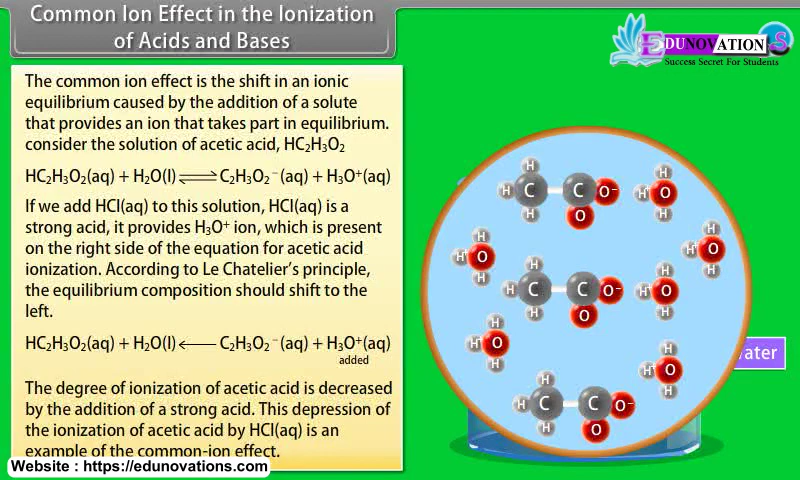 Common Ion Effect in the Ionization
of Acids and Bases
EDUNOVATIONS
Success Secret For Students
The common ion effect is the shift in an ionic
equilibrium caused by the addition of a solute
that provides an ion that takes part in equilibrium.
consider the solution of acetic acid, HC₂H₃O₂
HC₂H₃O₂(aq) + H₂O(l) ⇌ C₂H₃O₂⁻(aq) + H₃O⁺(aq)
If we add HCl(aq) to this solution, HCl(aq) is a
strong acid, it provides H₃O⁺ ion, which is present
on the right side of the equation for acetic acid
ionization. According to Le Chatelier's principle,
the equilibrium composition should shift to the
left.
HC₂H₃O₂(aq) + H₂O(l) ⟵ C₂H₃O₂⁻(aq) + H₃O⁺(aq)
added
The degree of ionization of acetic acid is decreased
by the addition of a strong acid. This depression of
the ionization of acetic acid by HCl(aq) is an
example of the common-ion effect.
Website : https://edunovations.com
H
H C C O⁻
H O
H
H⁺ O
H
H
H⁺ O
H
H
H⁺ O
H
H
H C C O⁻
H O
H
H⁺ O
H
H
H⁺ O
H
H
H⁺ O
H
H
H C C O⁻
H O